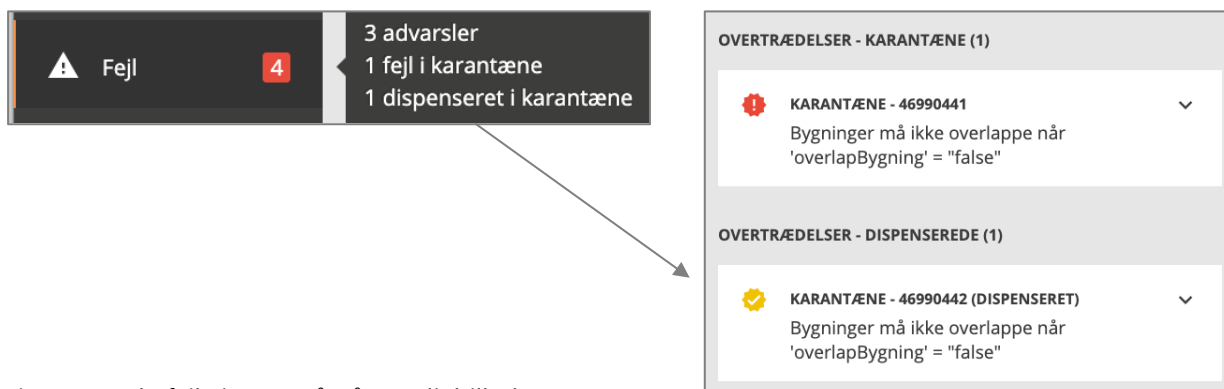 Fejl 4
3 advarsler
1 fejl i karantæne
1 dispenseret i karantæne
OVERTRÆDELSER - KARANTÆNE (1)
KARANTÆNE - 46990441
Bygninger må ikke overlappe når
'overlapBygning' = "false"
OVERTRÆDELSER - DISPENSEREDE (1)
KARANTÆNE - 46990442 (DISPENSERET)
Bygninger må ikke overlappe når
'overlapBygning' = "false"